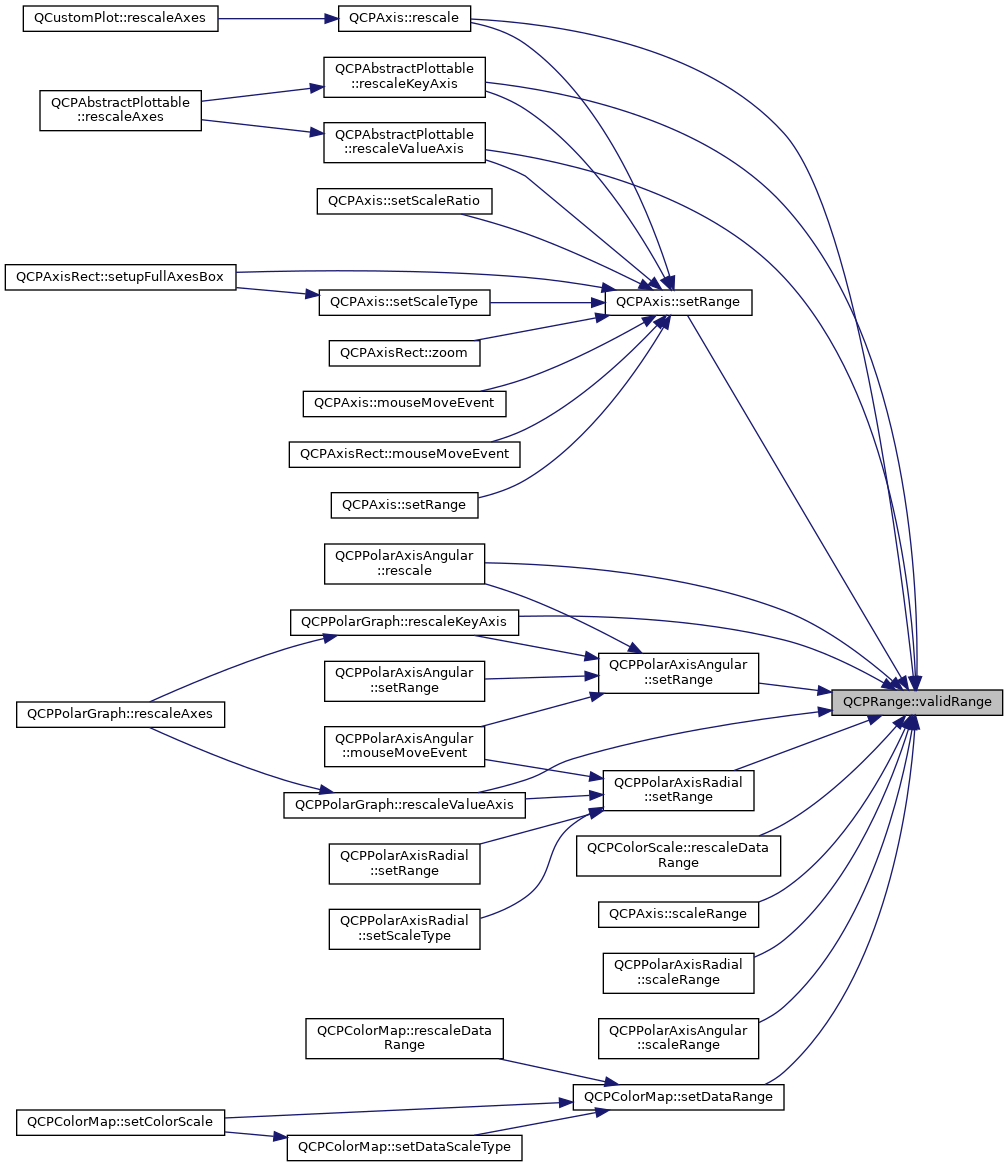 QCustomPlot::rescaleAxes
QCPAxis::rescale
QCPAbstractPlottable
::rescaleKeyAxis
QCPAbstractPlottable
::rescaleAxes
QCPAbstractPlottable
::rescaleValueAxis
QCPAxis::setScaleRatio
QCPAxisRect::setupFullAxesBox
QCPAxis::setScaleType
QCPAxis::setRange
QCPAxisRect::zoom
QCPAxis::mouseMoveEvent
QCPAxisRect::mouseMoveEvent
QCPAxis::setRange
QCPPolarAxisAngular
::rescale
QCPPolarGraph::rescaleKeyAxis
QCPPolarAxisAngular
::setRange
QCPPolarAxisAngular
::setRange
QCPRange::validRange
QCPPolarGraph::rescaleAxes
QCPPolarAxisAngular
::mouseMoveEvent
QCPPolarAxisRadial
::setRange
QCPPolarGraph::rescaleValueAxis
QCPPolarAxisRadial
::setRange
QCPColorScale::rescaleData
Range
QCPPolarAxisRadial
::setScaleType
QCPAxis::scaleRange
QCPPolarAxisRadial
::scaleRange
QCPColorMap::rescaleData
Range
QCPPolarAxisAngular
::scaleRange
QCPColorMap::setDataRange
QCPColorMap::setColorScale
QCPColorMap::setDataScaleType